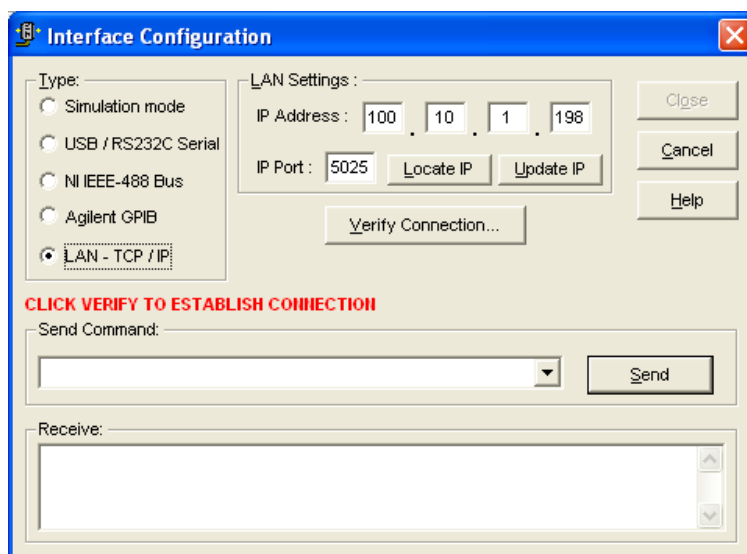 Interface Configuration
Type:
Simulation mode
USB / RS232C Serial
NI IEEE-488 Bus
Agilent GPIB
LAN - TCP / IP
LAN Settings :
IP Address : 100 . 10 . 1 . 198
IP Port : 5025 Locate IP Update IP
Verify Connection...
Close
Cancel
Help
CLICK VERIFY TO ESTABLISH CONNECTION
Send Command:
Send
Receive: